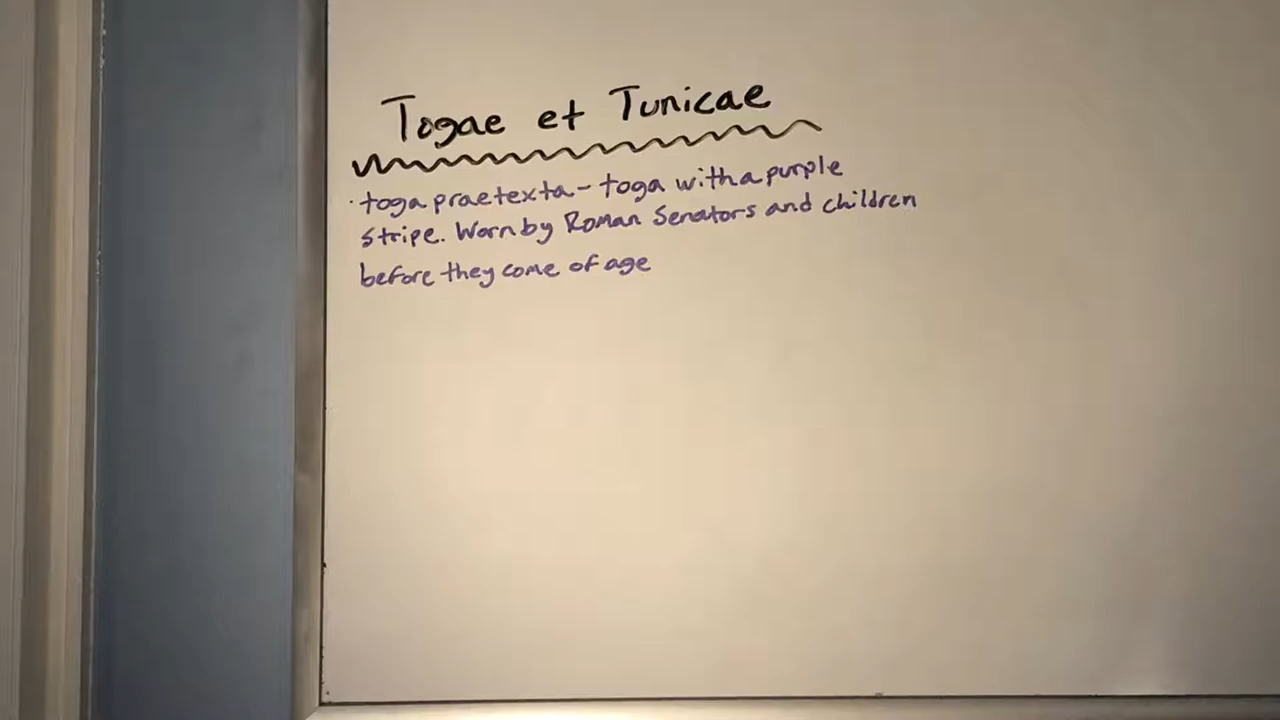 Togae et Tunicae
· toga praetexta - toga with a purple
stripe. Worn by Roman Senators and children
before they come of age